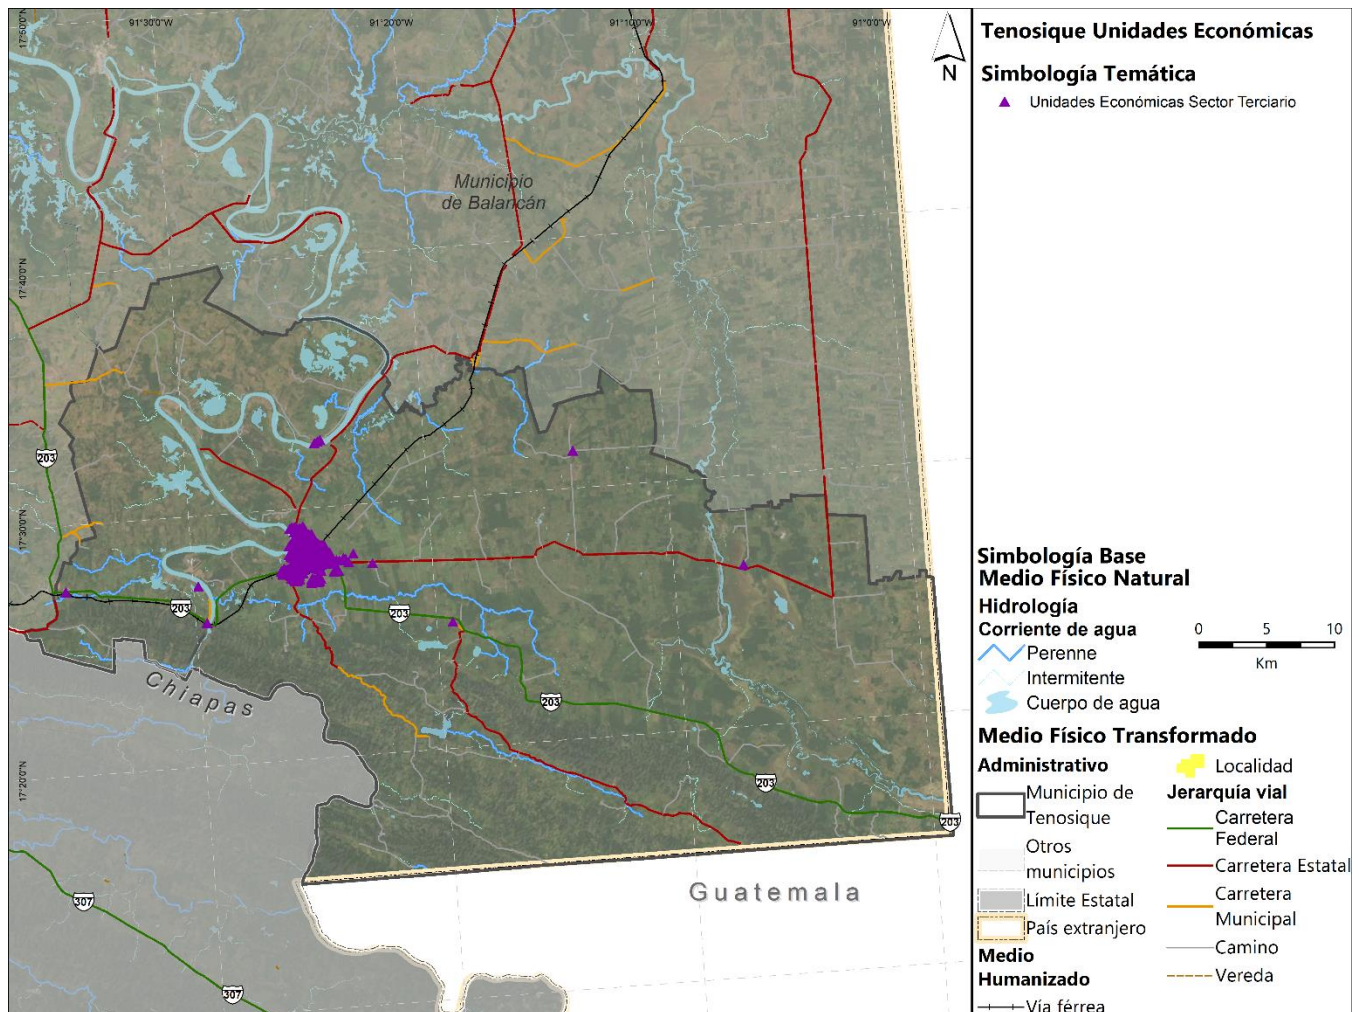 91°30'0"W
91°20'0"W
91°10'0"W
91°0'0"W
17°50'0"N
17°40'0"N
17°30'0"N
17°20'0"N
Municipio
de Balancán
203
203
203
203
203
203
307
307
Chiapas
Guatemala
N
Tenosique Unidades Económicas
Simbología Temática
Unidades Económicas Sector Terciario
Simbología Base
Medio Físico Natural
Hidrología
Corriente de agua
Perenne
Intermitente
Cuerpo de agua
0 5 10
Km
Medio Físico Transformado
Administrativo
Municipio de
Tenosique
Otros
municipios
Límite Estatal
País extranjero
Medio
Humanizado
Vía férrea
Localidad
Jerarquía vial
Carretera
Federal
Carretera Estatal
Carretera
Municipal
Camino
Vereda